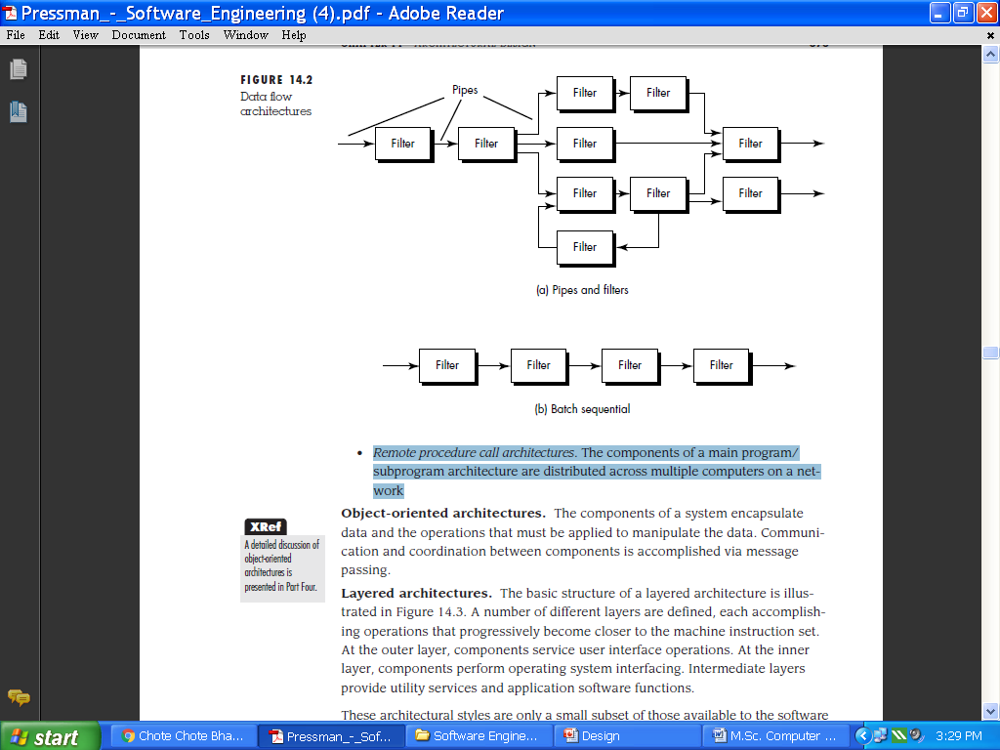 Pressman_-_Software_Engineering (4).pdf - Adobe Reader
File Edit View Document Tools Window Help
FIGURE 14.2
Data flow
architectures
Pipes
Filter Filter
Filter Filter Filter Filter
Filter Filter Filter
Filter
(a) Pipes and filters
Filter Filter Filter Filter
(b) Batch sequential
• Remote procedure call architectures. The components of a main program/
subprogram architecture are distributed across multiple computers on a net-
work
Object-oriented architectures. The components of a system encapsulate
data and the operations that must be applied to manipulate the data. Communi-
cation and coordination between components is accomplished via message
passing.
XRef
A detailed discussion of
object-oriented
architectures is
presented in Part Four.
Layered architectures. The basic structure of a layered architecture is illus-
trated in Figure 14.3. A number of different layers are defined, each accomplish-
ing operations that progressively become closer to the machine instruction set.
At the outer layer, components service user interface operations. At the inner
layer, components perform operating system interfacing. Intermediate layers
provide utility services and application software functions.
These architectural styles are only a small subset of those available to the software
start Chote Chote Bha... Pressman_-_Sof... Software Engine... Design M.Sc. Computer ... 3:29 PM